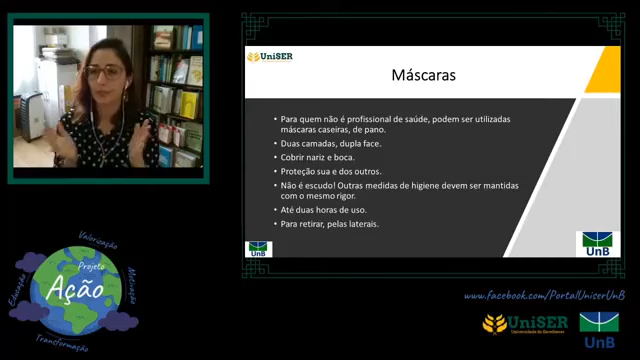 UniSER
Máscaras
• Para quem não é profissional de saúde, podem ser utilizadas
máscaras caseiras, de pano.
• Duas camadas, dupla face.
• Cobrir nariz e boca.
• Proteção sua e dos outros.
• Não é escudo! Outras medidas de higiene devem ser mantidas
com o mesmo rigor.
• Até duas horas de uso.
• Para retirar, pelas laterais.
UnB
UnB
Valorização
Educação
Projeto
Ação
Motivação
Transformação
www.facebook.com/PortalUniserUnB
UniSER
UnB